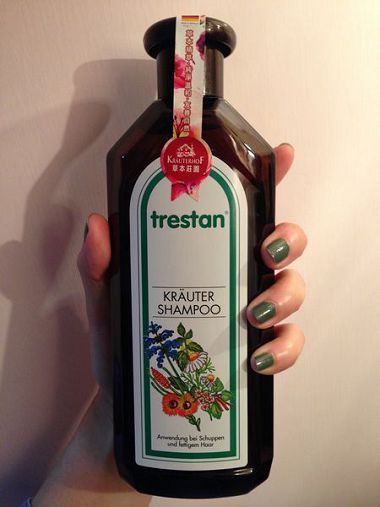 KRÄUTERHOF
草本莊園
trestan®
KRÄUTER
SHAMPOO
Anwendung bei Schuppen
und fettigem Haar